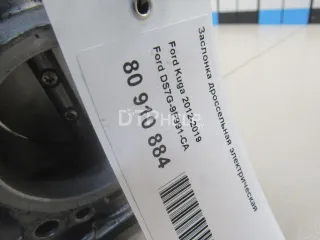 Заслонка дроссельная электрическая
Ford Kuga 2012-2019
Ford DS7G-9F991-CA
80 910 884